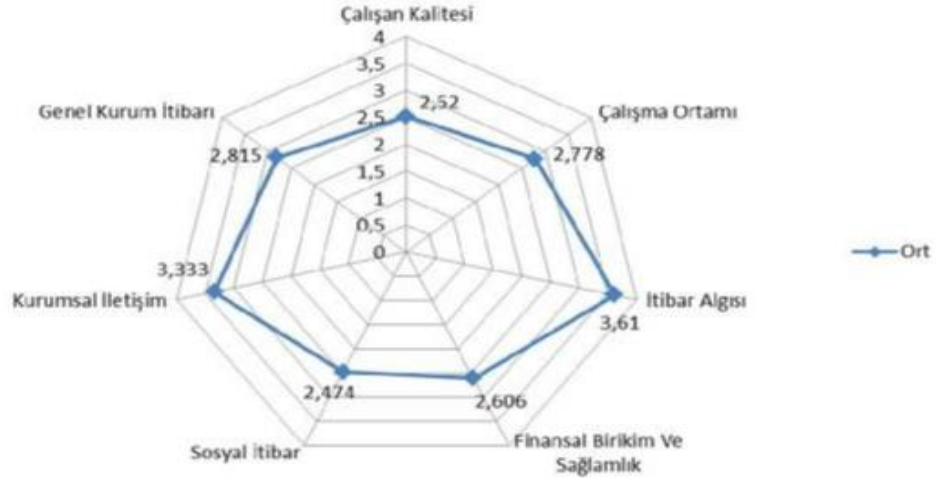 Çalışan Kalitesi
4
3,5
3
2,5
2
1,5
1
0,5
0
2,52
Genel Kurum İtibarı
Çalışma Ortamı
2,815
2,778
Ort
3,333
Kurumsal İletişim
İtibar Algısı
3,61
2,474
2,606
Sosyal İtibar
Finansal Birikim Ve
Sağlamlık